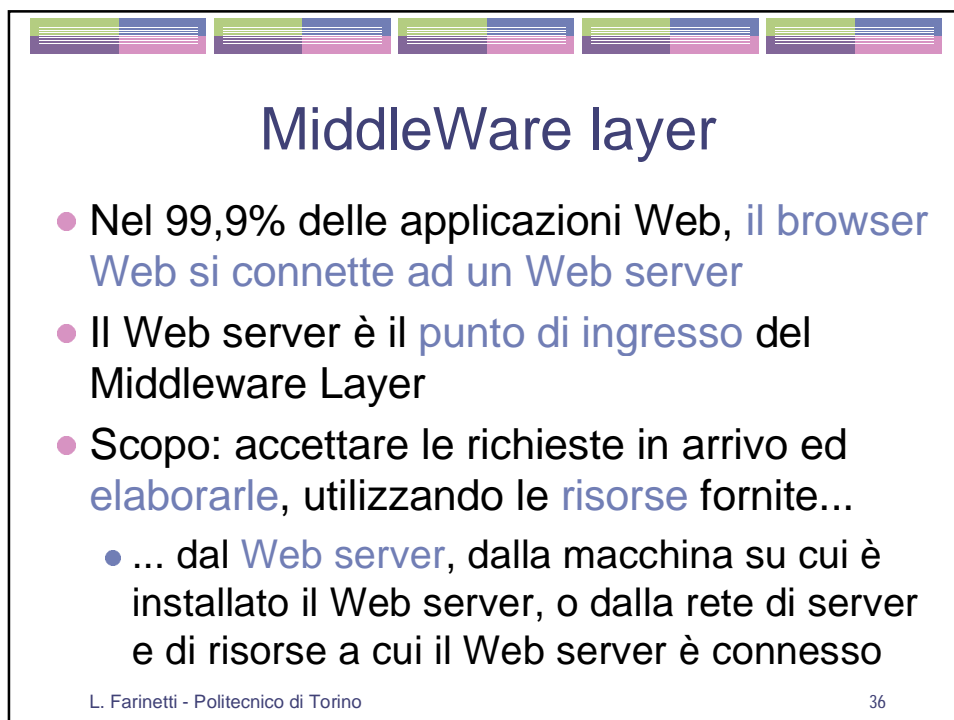 MiddleWare layer
Nel 99,9% delle applicazioni Web, il browser
Web si connette ad un Web server
Il Web server è il punto di ingresso del
Middleware Layer
Scopo: accettare le richieste in arrivo ed
elaborarle, utilizzando le risorse fornite...
... dal Web server, dalla macchina su cui è
installato il Web server, o dalla rete di server
e di risorse a cui il Web server è connesso
L. Farinetti - Politecnico di Torino 36